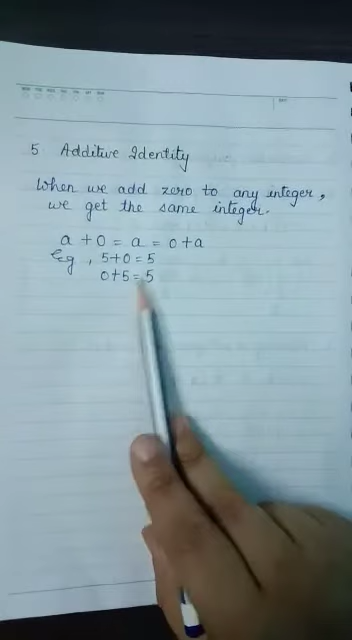 5 Additive Identity
When we add zero to any integer,
we get the same integer.
a + 0 = a = 0 + a
Eg, 5+0=5
0+5=5